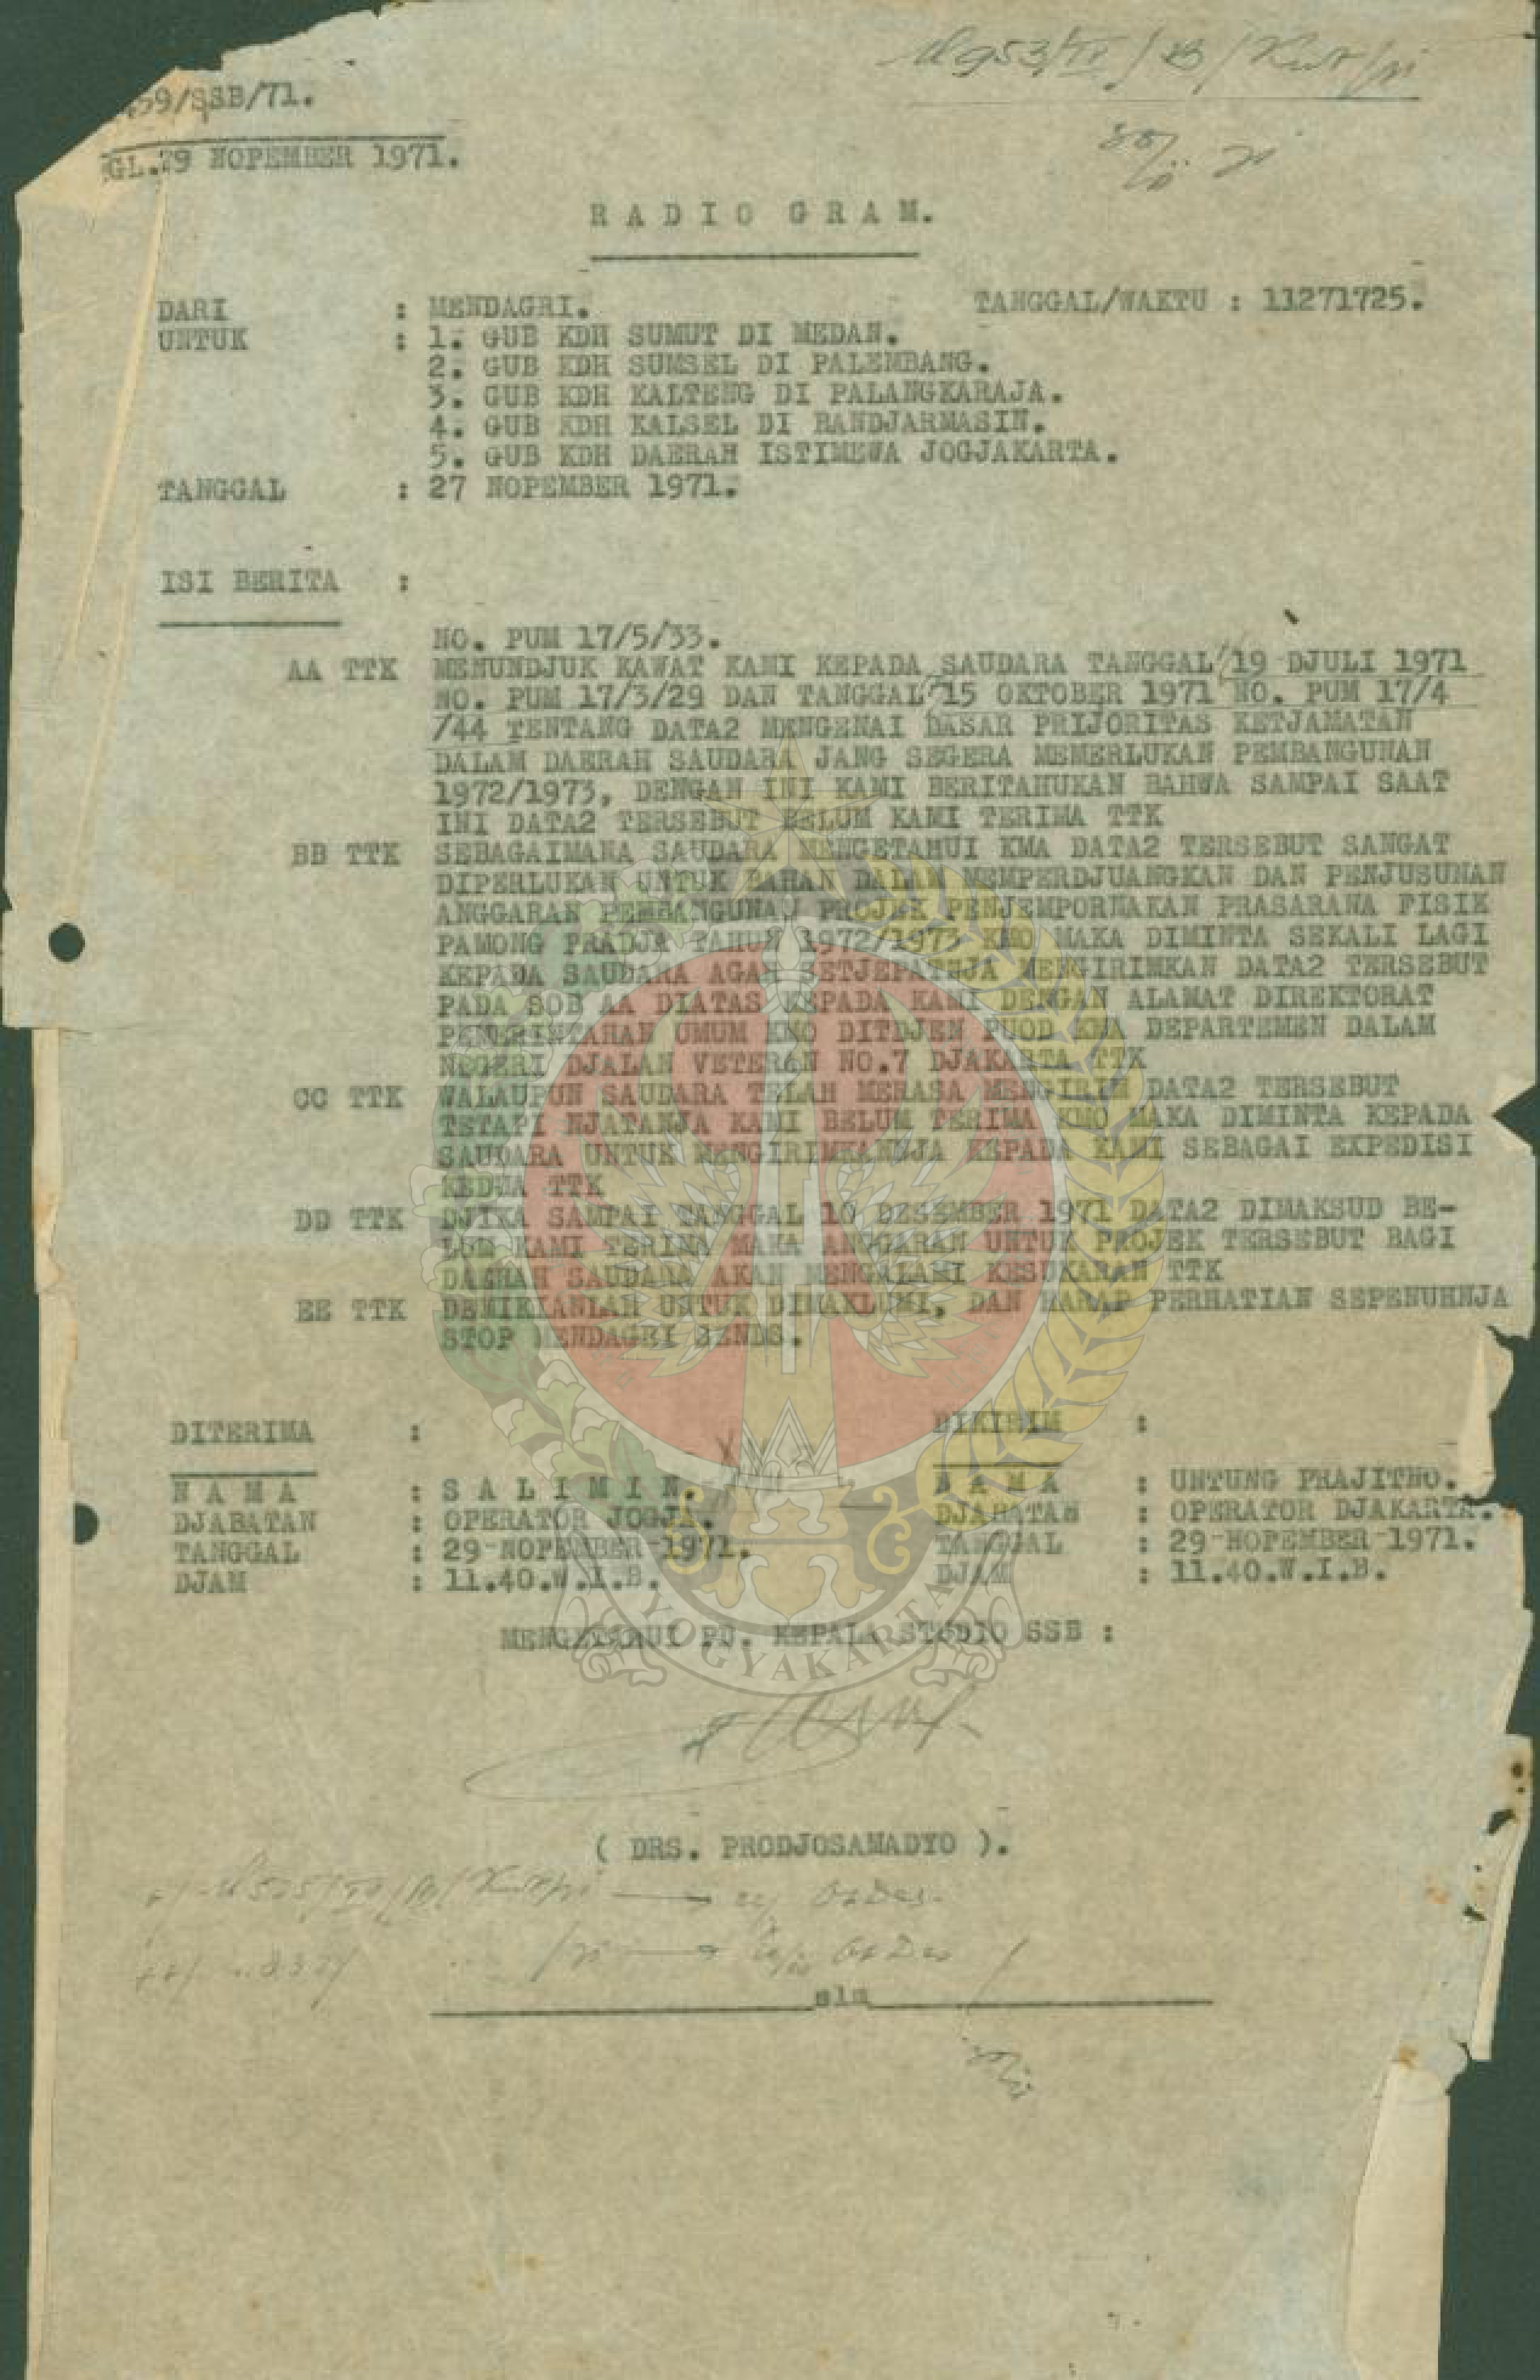 59/SSB/71.
GL.29 NOPEMBER 1971.
RADIO GRAM.
DARI : MENDAGRI. TANGGAL/WAKTU : 11271725.
UNTUK : 1. GUB KDH SUMUT DI MEDAN.
2. GUB KDH SUMSEL DI PALEMBANG.
3. GUB KDH KALTENG DI PALANGKARAJA.
4. GUB KDH KALSEL DI BANDJARMASIN.
5. GUB KDH DAERAH ISTIMEWA JOGJAKARTA.
TANGGAL : 27 NOPEMBER 1971.
ISI BERITA :
NO. PUM 17/5/33.
AA TTK MENUNDJUK KAWAT KAMI KEPADA SAUDARA TANGGAL 19 DJULI 1971
NO. PUM 17/3/29 DAN TANGGAL 15 OKTOBER 1971 NO. PUM 17/4
/44 TENTANG DATA2 MENGENAI DASAR PRIJORITAS KETJAMATAN
DALAM DAERAH SAUDARA JANG SEGERA MEMERLUKAN PEMBANGUNAN
1972/1973, DENGAN INI KAMI BERITAHUKAN BAHWA SAMPAI SAAT
INI DATA2 TERSEBUT BELUM KAMI TERIMA TTK
BB TTK SEBAGAIMANA SAUDARA MENGETAHUI KMA DATA2 TERSEBUT SANGAT
DIPERLUKAN UNTUK BAHAN DALAM MEMPERDJUANGKAN DAN PENJUSUNAN
ANGGARAN PEMBANGUNAN PROJEK PENJEMPORNAKAN PRASARANA FISIK
PAMONG PRADJA TAHUN 1972/1973 KMO MAKA DIMINTA SEKALI LAGI
KEPADA SAUDARA AGAR SETJEPATNJA MENGIRIMKAN DATA2 TERSEBUT
PADA SOB AA DIATAS KEPADA KAMI DENGAN ALAMAT DIREKTORAT
PEMERINTAHAN UMUM KMO DITDJEN PUOD KMA DEPARTEMEN DALAM
NEGERI DJALAN VETERAN NO.7 DJAKARTA TTK
CC TTK WALAUPUN SAUDARA TELAH MERASA MENGIRIM DATA2 TERSEBUT
TETAPI NJATANJA KAMI BELUM TERIMA KMO MAKA DIMINTA KEPADA
SAUDARA UNTUK MENGIRIMKANNJA KEPADA KAMI SEBAGAI EXPEDISI
KEDUA TTK
DD TTK DJIKA SAMPAI TANGGAL 10 DESEMBER 1971 DATA2 DIMAKSUD BE-
LUM KAMI TERIMA MAKA ANGGARAN UNTUK PROJEK TERSEBUT BAGI
DAERAH SAUDARA AKAN MENGALAMI KESUKARAN TTK
EE TTK DEMIKIANLAH UNTUK DIMAKLUMI, DAN HARAP PERHATIAN SEPENUHNJA
STOP MENDAGRI SENDS.
DITERIMA : DIKIRIM :
NAMA : SALIMIN. NAMA : UNTUNG PRAJITNO.
DJABATAN : OPERATOR JOGJA. DJABATAN : OPERATOR DJAKARTA.
TANGGAL : 29 NOPEMBER 1971. TANGGAL : 29 NOPEMBER 1971.
DJAM : 11.40.W.I.B. DJAM : 11.40.W.I.B.
MENGETAHUI PJ. KEPALA STUDIO SSB :
YOGYAKARTA
( DRS. PRODJOSAMADYO ).
slm